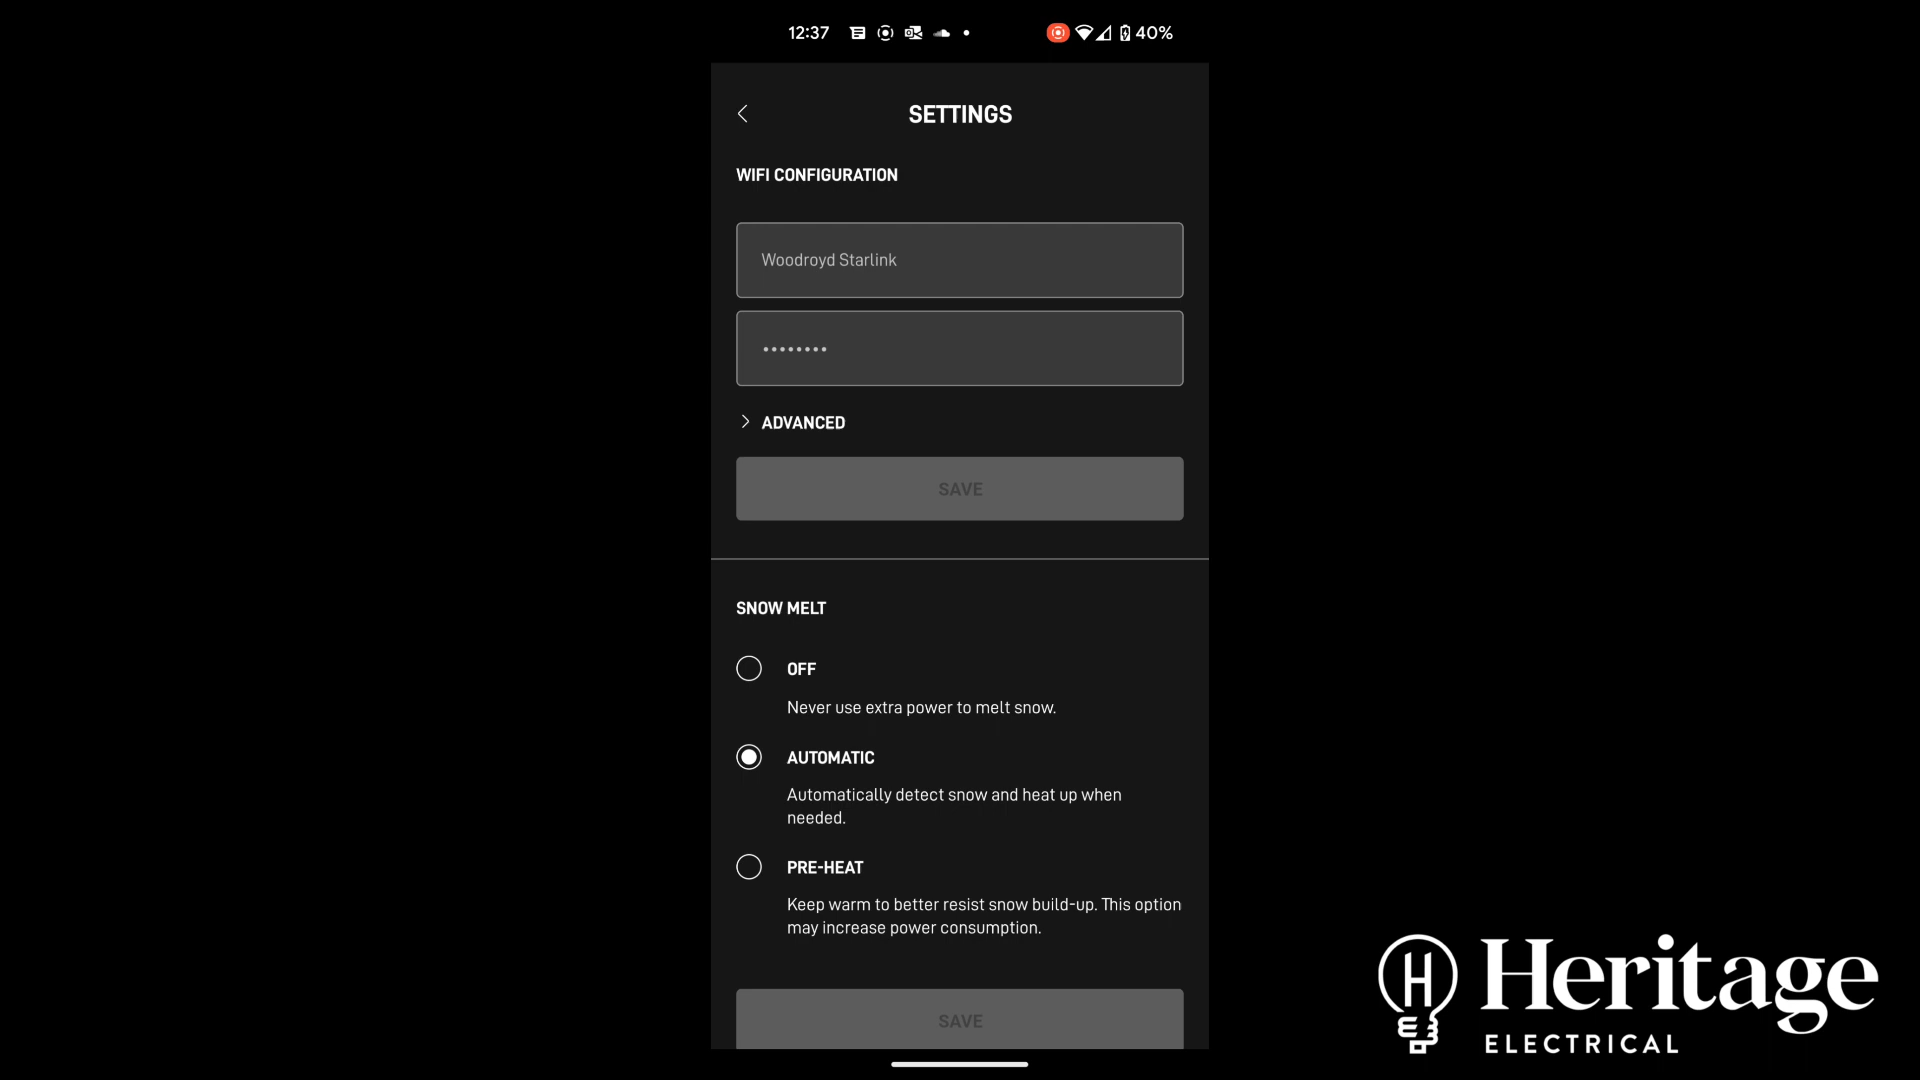 12:37
40%
SETTINGS
WIFI CONFIGURATION
Woodroyd Starlink
••••••••
ADVANCED
SAVE
SNOW MELT
OFF
Never use extra power to melt snow.
AUTOMATIC
Automatically detect snow and heat up when
needed.
PRE-HEAT
Keep warm to better resist snow build-up. This option
may increase power consumption.
SAVE
Heritage
ELECTRICAL